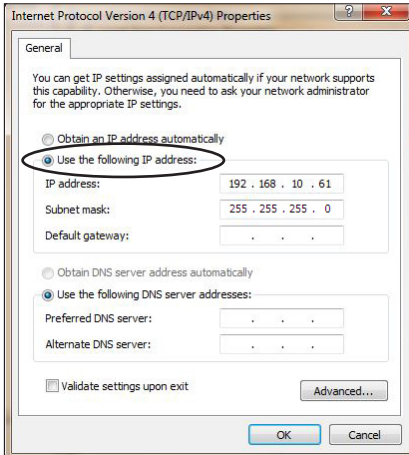 Internet Protocol Version 4 (TCP/IPv4) Properties
General
You can get IP settings assigned automatically if your network supports
this capability. Otherwise, you need to ask your network administrator
for the appropriate IP settings.
Obtain an IP address automatically
Use the following IP address:
IP address: 192 . 168 . 10 . 61
Subnet mask: 255 . 255 . 255 . 0
Default gateway: . . .
Obtain DNS server address automatically
Use the following DNS server addresses:
Preferred DNS server: . . .
Alternate DNS server: . . .
Validate settings upon exit
Advanced...
OK Cancel